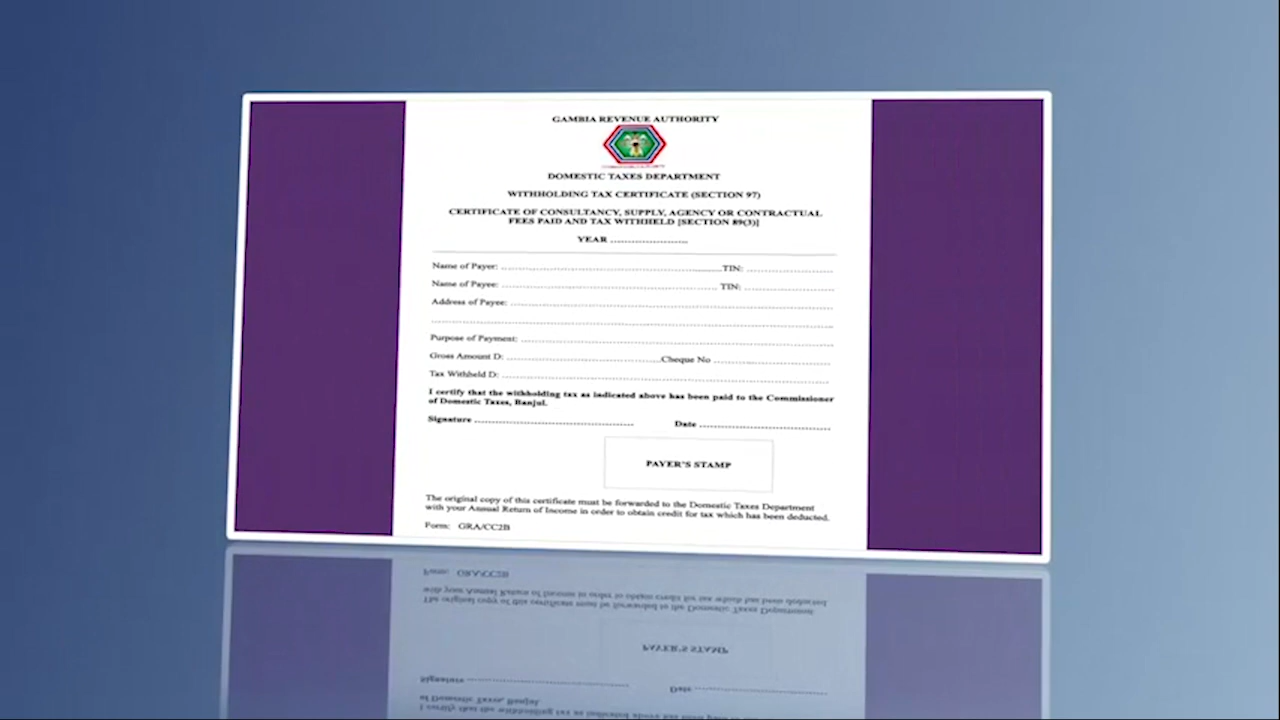 GAMBIA REVENUE AUTHORITY
DOMESTIC TAXES DEPARTMENT
WITHHOLDING TAX CERTIFICATE (SECTION 97)
CERTIFICATE OF CONSULTANCY, SUPPLY, AGENCY OR CONTRACTUAL
FEES PAID AND TAX WITHHELD [SECTION 89(3)]
YEAR ........................
Name of Payer: ........................ TIN: ........................
Name of Payee: ........................ TIN: ........................
Address of Payee: ........................
Purpose of Payment: ........................
Gross Amount D: ........................ Cheque No ........................
Tax Withheld D: ........................
I certify that the withholding tax as indicated above has been paid to the Commissioner
of Domestic Taxes, Banjul.
Signature ........................ Date ........................
PAYER'S STAMP
The original copy of this certificate must be forwarded to the Domestic Taxes Department
with your Annual Return of Income in order to obtain credit for tax which has been deducted.
Form: GRA/CC2B